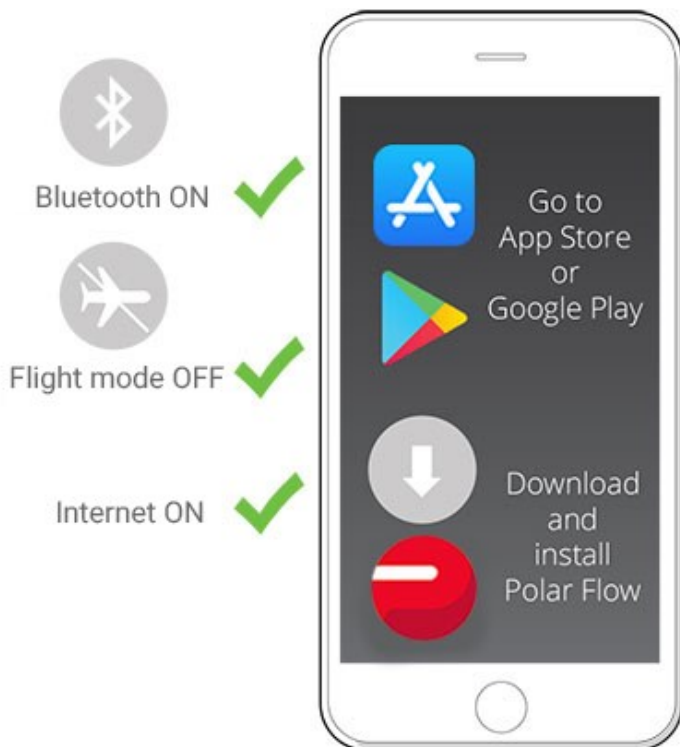 Bluetooth ON
Flight mode OFF
Internet ON
Go to
App Store
or
Google Play
Download
and
install
Polar Flow